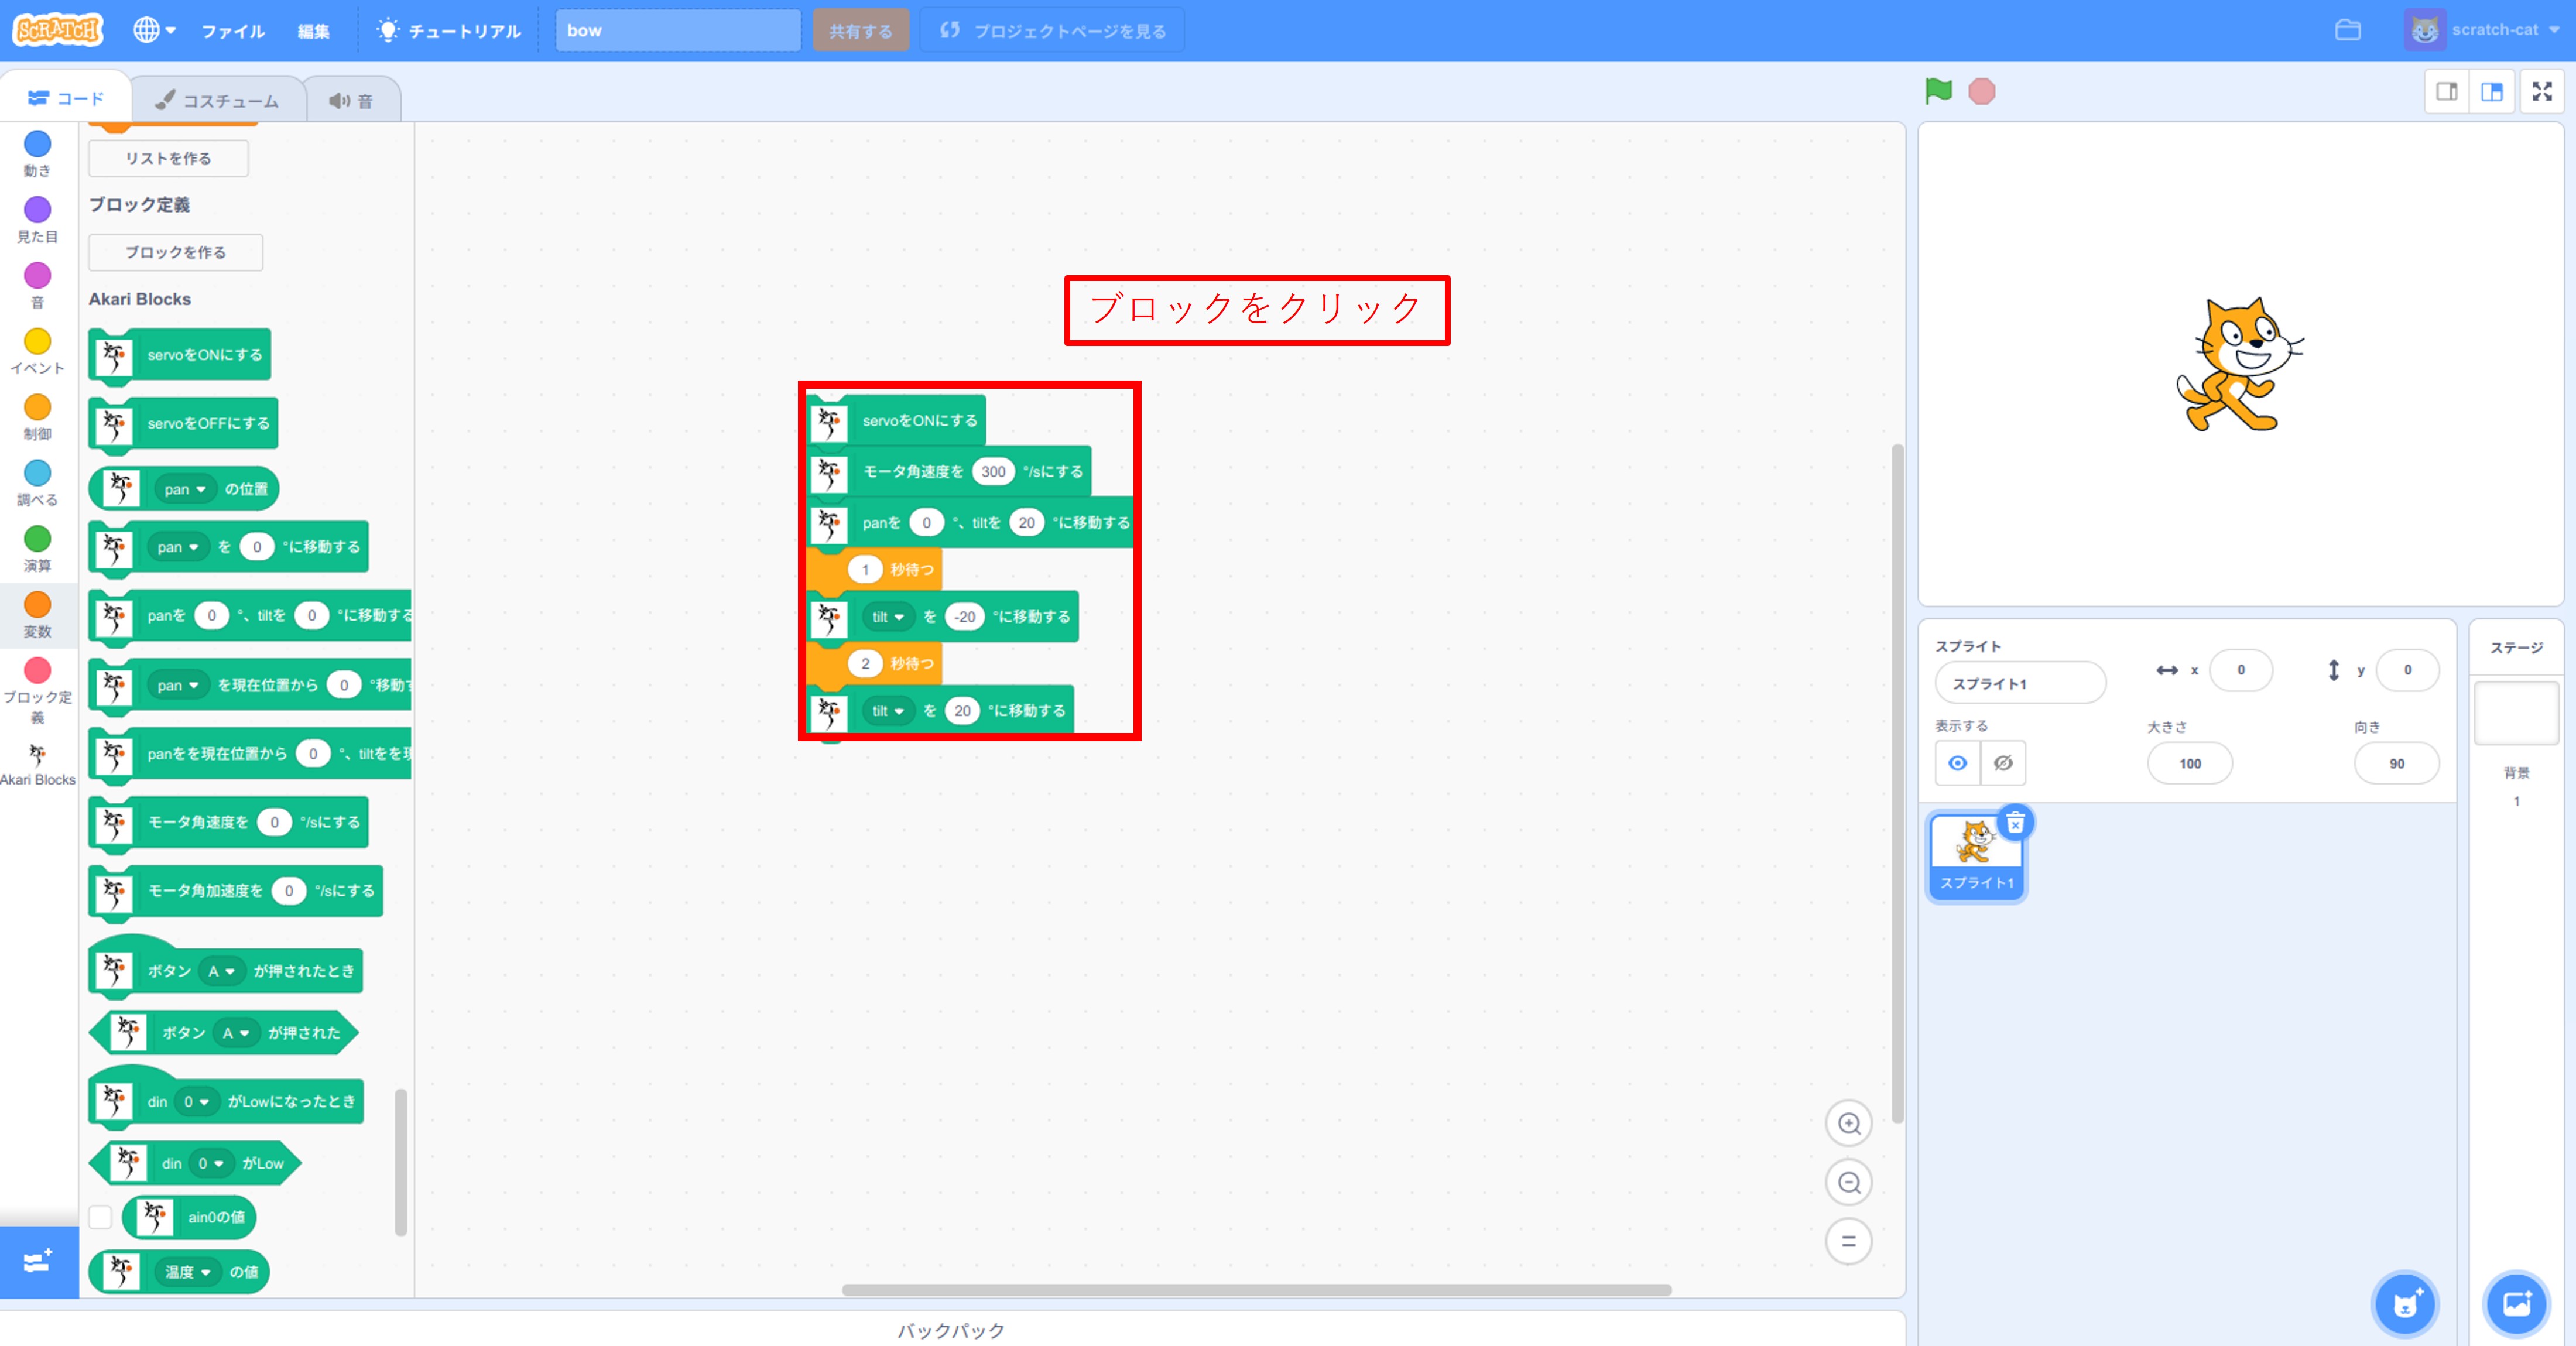 SCRATCH
ファイル
編集
チュートリアル
bow
共有する
プロジェクトページを見る
scratch-cat
コード
コスチューム
音
動き
見た目
音
イベント
制御
調べる
演算
変数
ブロック定
義
Akari Blocks
リストを作る
ブロック定義
ブロックを作る
Akari Blocks
servoをONにする
servoをOFFにする
pan の位置
pan を 0 °に移動する
panを 0 °、tiltを 0 °に移動する
pan を現在位置から 0 °移動す
panをを現在位置から 0 °、tiltをを現
モータ角速度を 0 °/sにする
モータ角加速度を 0 °/sにする
ボタン A が押されたとき
ボタン A が押された
din 0 がLowになったとき
din 0 がLow
ain0の値
温度 の値
ブロックをクリック
servoをONにする
モータ角速度を 300 °/sにする
panを 0 °、tiltを 20 °に移動する
1 秒待つ
tilt を -20 °に移動する
2 秒待つ
tilt を 20 °に移動する
バックパック
スプライト
スプライト1
x 0
y 0
表示する
大きさ
100
向き
90
スプライト1
ステージ
背景
1